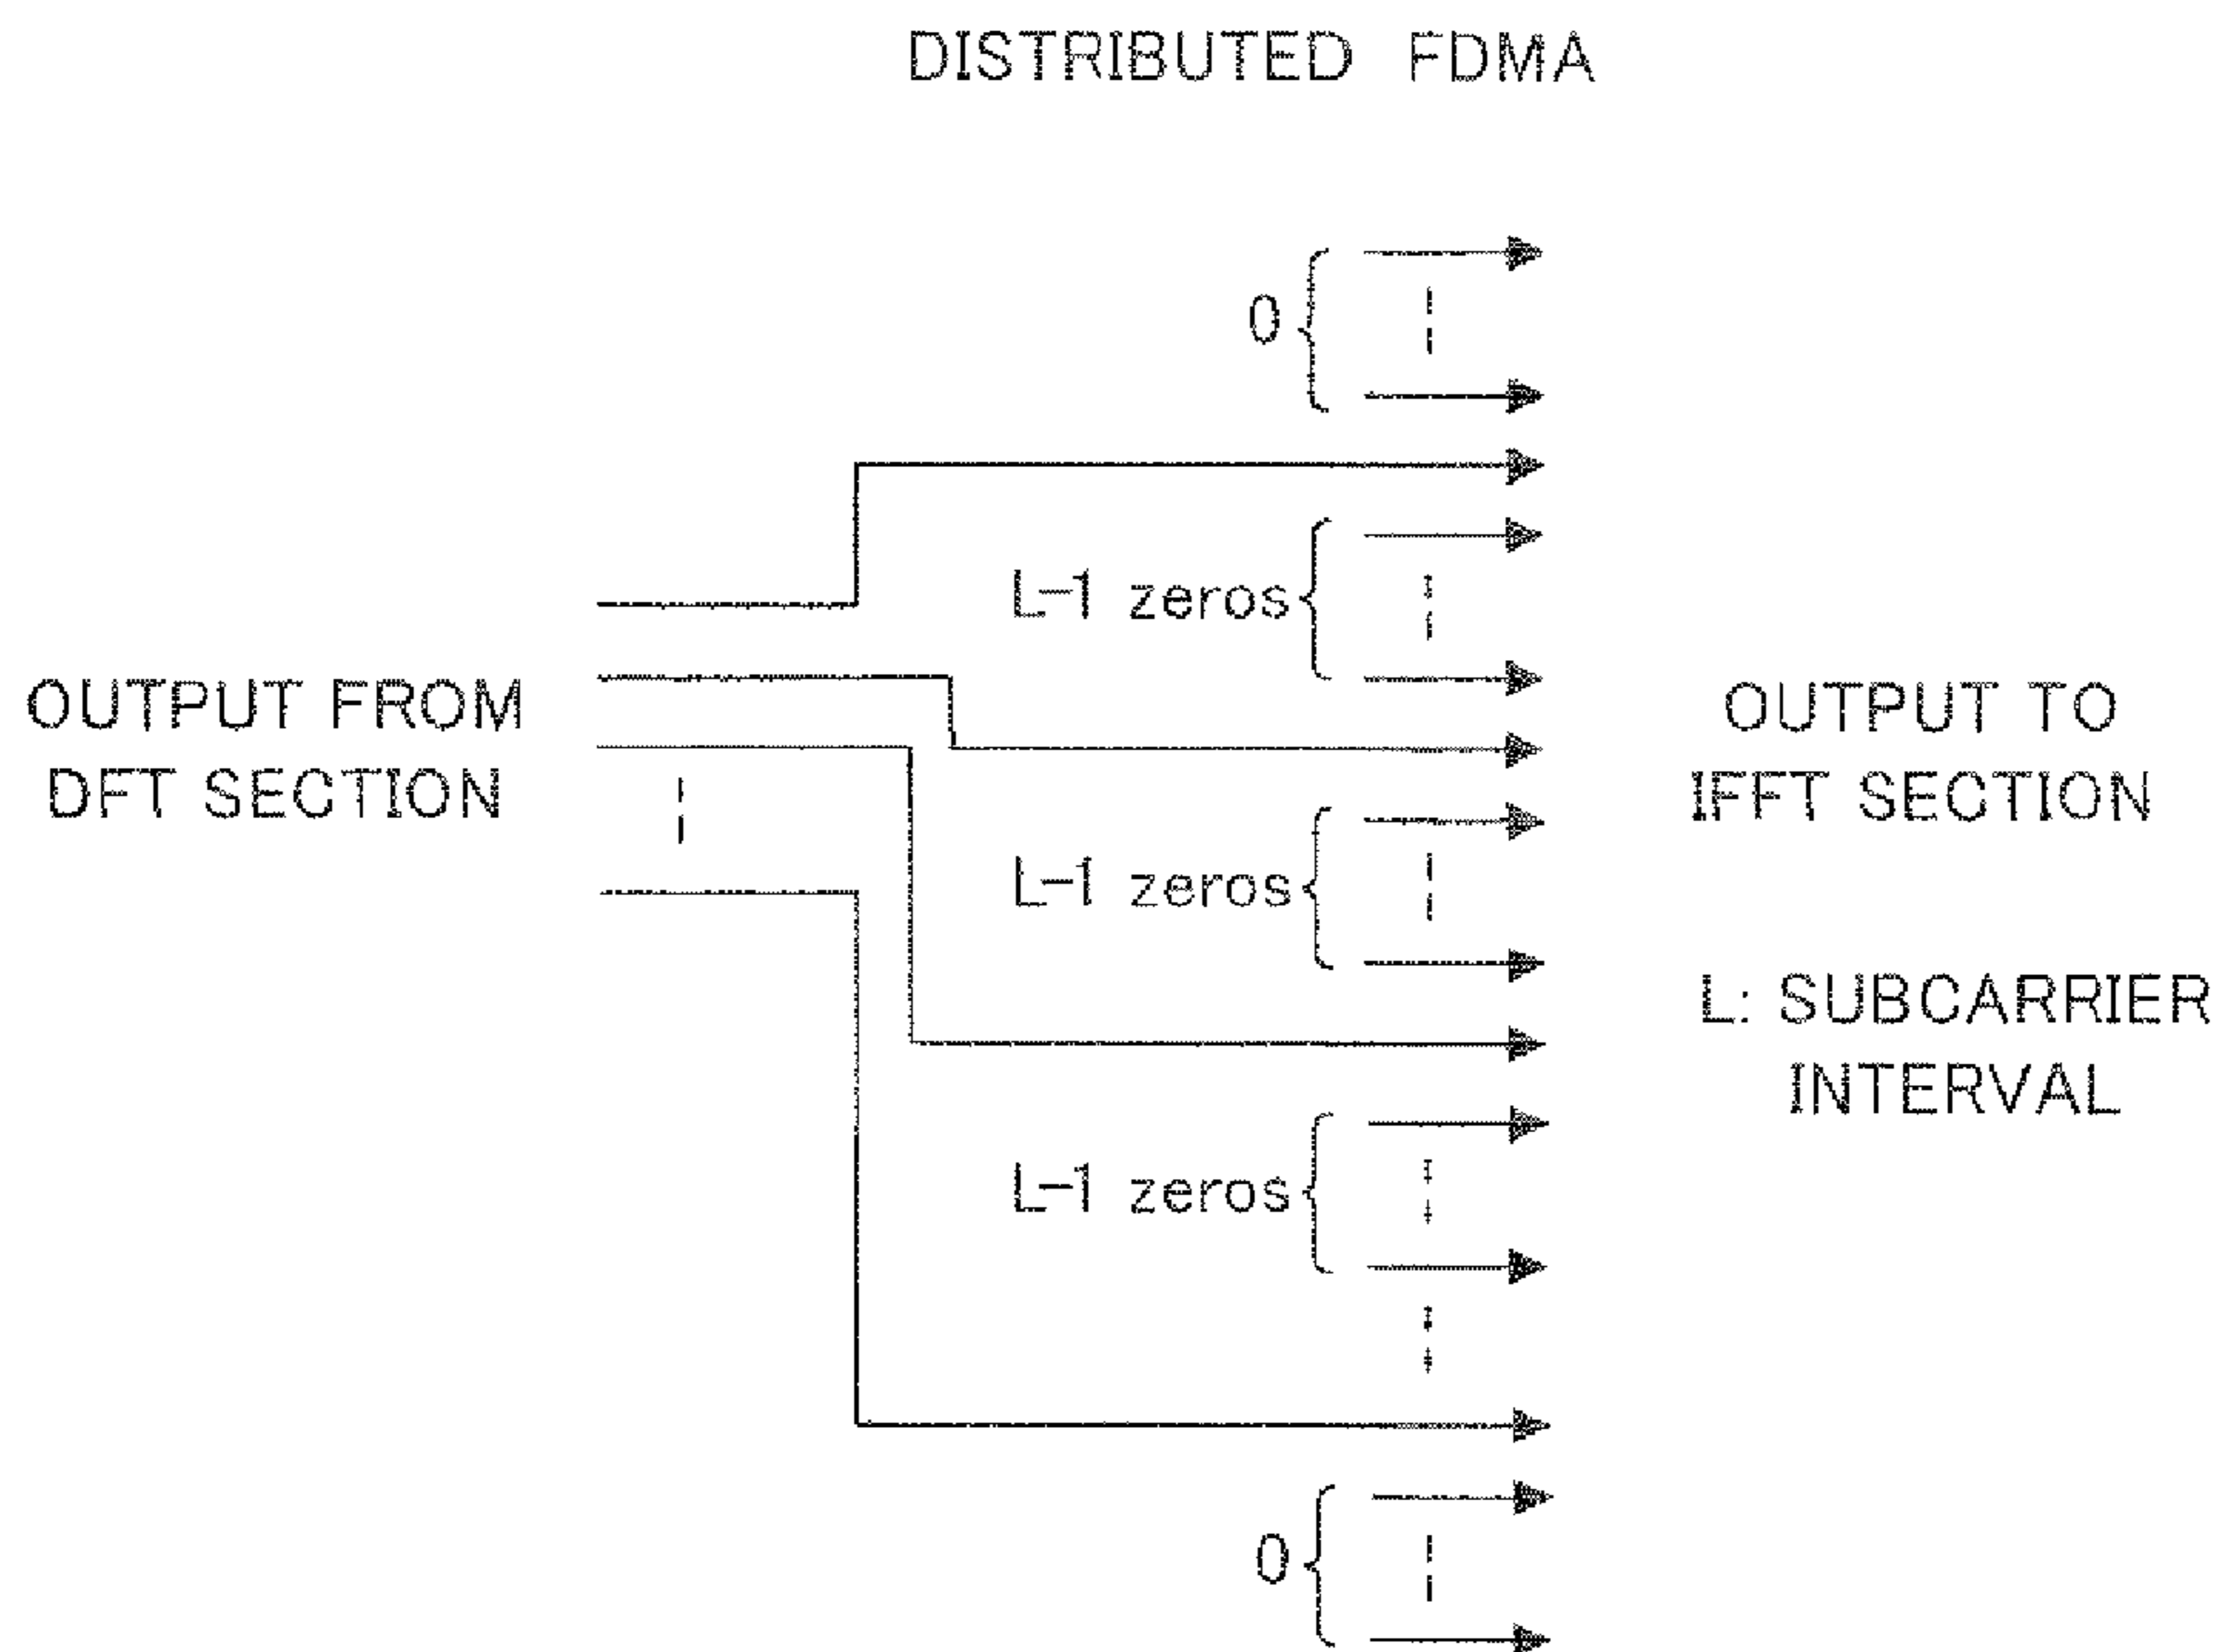 DISTRIBUTED FDMA
0
L-1 zeros
OUTPUT FROM
DFT SECTION
OUTPUT TO
IFFT SECTION
L-1 zeros
L: SUBCARRIER
INTERVAL
L-1 zeros
0